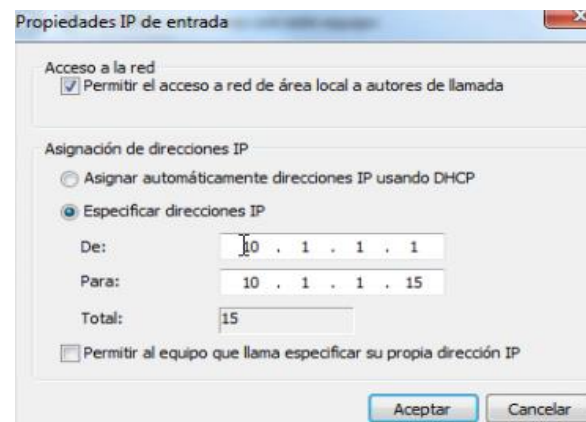 Propiedades IP de entrada
Acceso a la red
Permitir el acceso a red de área local a autores de llamada
Asignación de direcciones IP
Asignar automáticamente direcciones IP usando DHCP
Especificar direcciones IP
De: 10 . 1 . 1 . 1
Para: 10 . 1 . 1 . 15
Total: 15
Permitir al equipo que llama especificar su propia dirección IP
Aceptar Cancelar